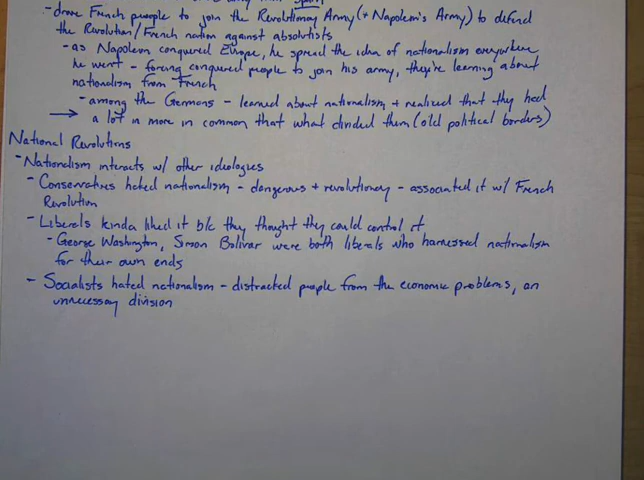 - drove French people to join the Revolutionary Army (+ Napoleon's Army) to defend
the Revolution/French nation against absolutists
- as Napoleon conquered Europe, he spread the idea of nationalism everywhere
he went - forcing conquered people to join his army, they're learning about
nationalism from French
- among the Germans - learned about nationalism + realized that they had
→ a lot in more in common that what divided them (old political borders)
National Revolutions
- Nationalism interacts w/ other ideologies
- Conservatives hated nationalism - dangerous + revolutionary - associated it w/ French
Revolution
- Liberals kinda liked it b/c they thought they could control it
- George Washington, Simon Bolivar were both liberals who harnessed nationalism
for their own ends
- Socialists hated nationalism - distracted people from the economic problems, an
unnecessary division